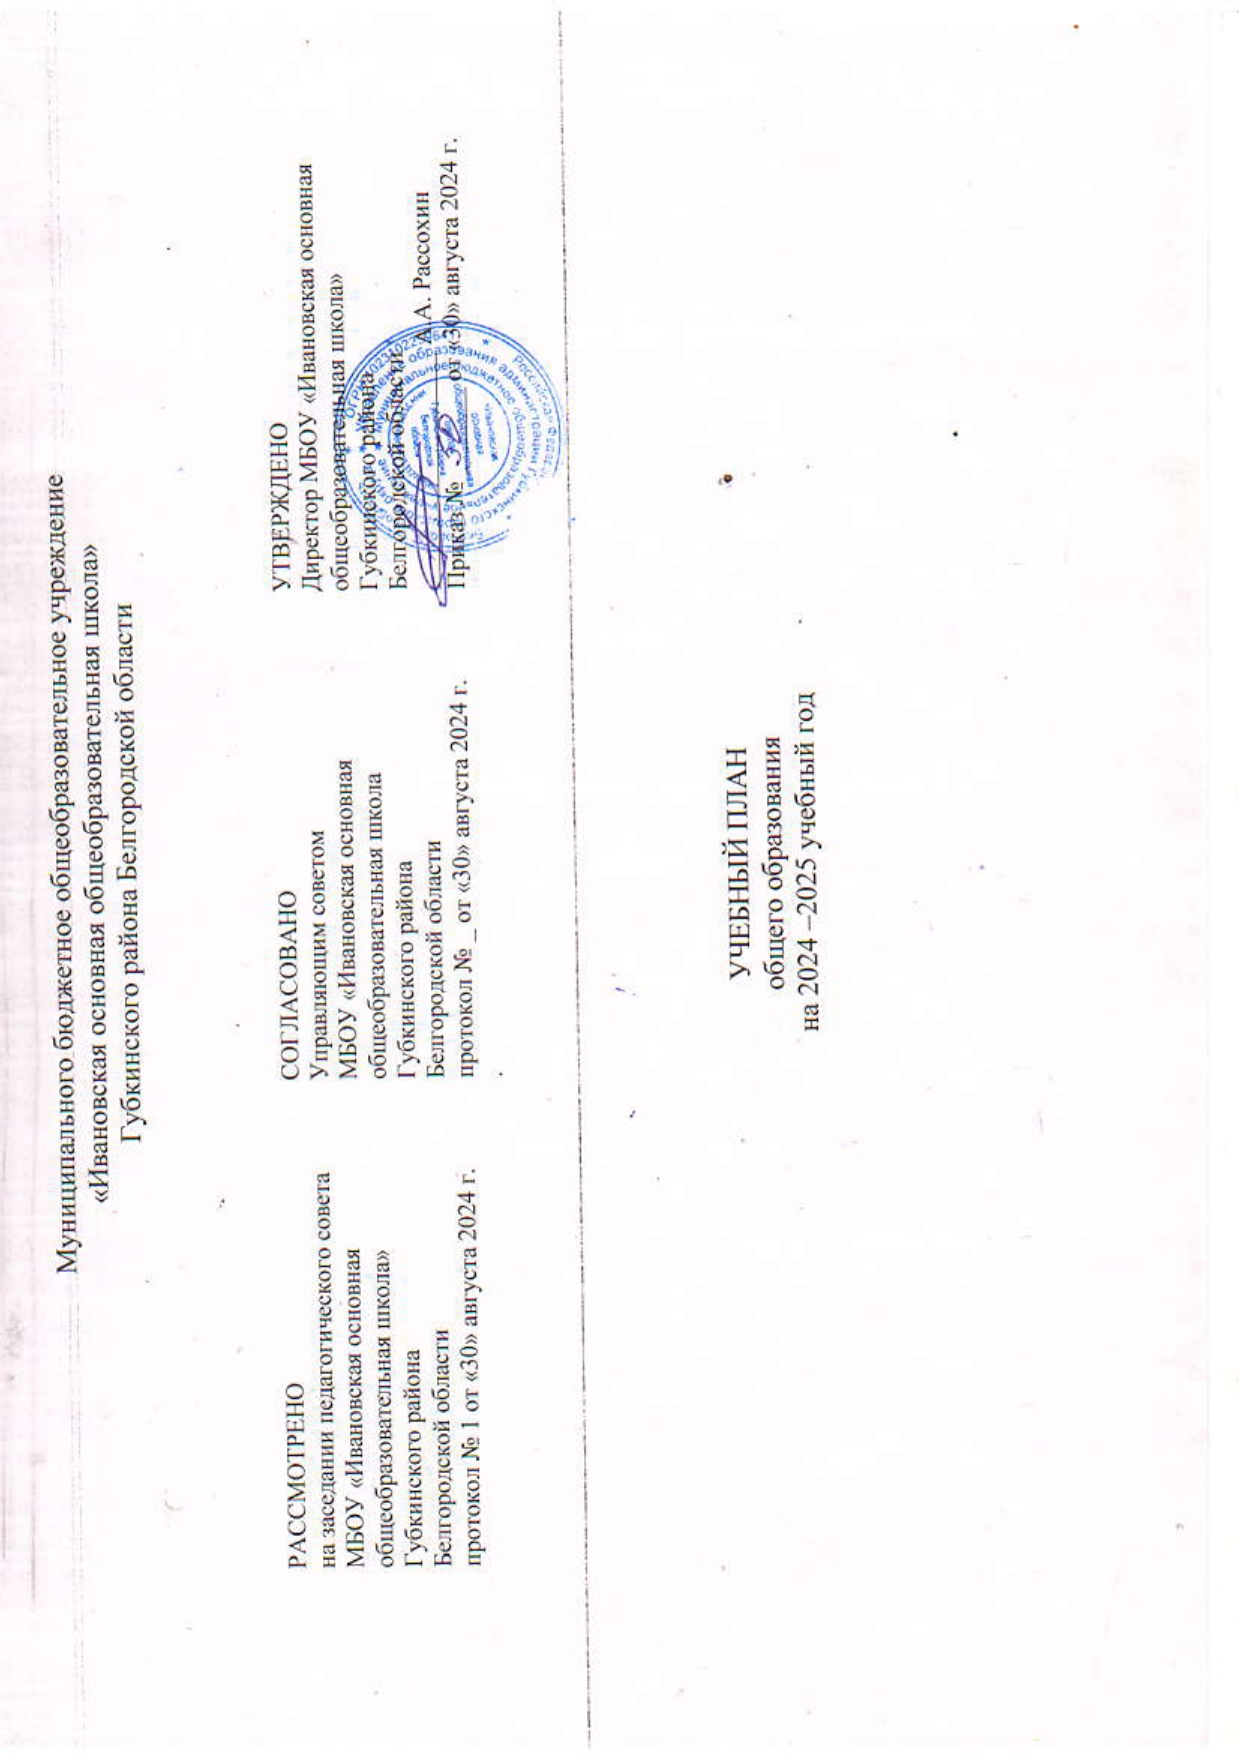 Муниципального бюджетное общеобразовательное учреждение
«Ивановская основная общеобразовательная школа»
Губкинского района Белгородской области
РАССМОТРЕНО
на заседании педагогического совета
МБОУ «Ивановская основная
общеобразовательная школа»
Губкинского района
Белгородской области
протокол № 1 от «30» августа 2024 г.
СОГЛАСОВАНО
Управляющим советом
МБОУ «Ивановская основная
общеобразовательная школа
Губкинского района
Белгородской области
протокол № _ от «30» августа 2024 г.
УТВЕРЖДЕНО
Директор МБОУ «Ивановская основная
общеобразовательная школа»
Губкинского района
Белгородской области
А.А. Рассохин
Приказ № от «30» августа 2024 г.
УЧЕБНЫЙ ПЛАН
общего образования
на 2024 –2025 учебный год